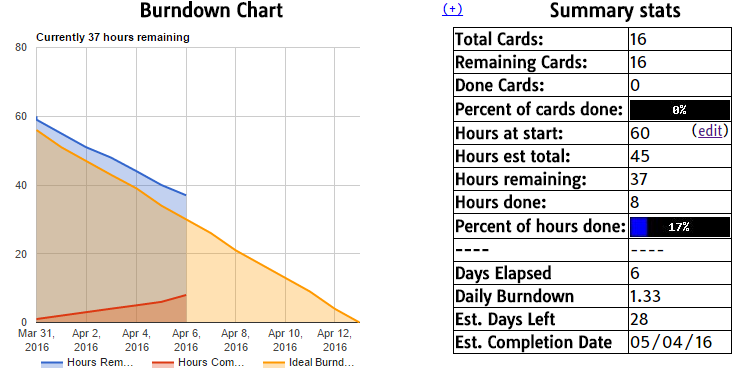 Burndown Chart
Currently 37 hours remaining
80
60
40
20
0
Mar 31, 2016
Apr 2, 2016
Apr 4, 2016
Apr 6, 2016
Apr 8, 2016
Apr 10, 2016
Apr 12, 2016
Hours Rem... Hours Com... Ideal Burnd...
(+) Summary stats
Total Cards: 16
Remaining Cards: 16
Done Cards: 0
Percent of cards done: 0%
Hours at start: 60 (edit)
Hours est total: 45
Hours remaining: 37
Hours done: 8
Percent of hours done: 17%
---- ----
Days Elapsed 6
Daily Burndown 1.33
Est. Days Left 28
Est. Completion Date 05/04/16